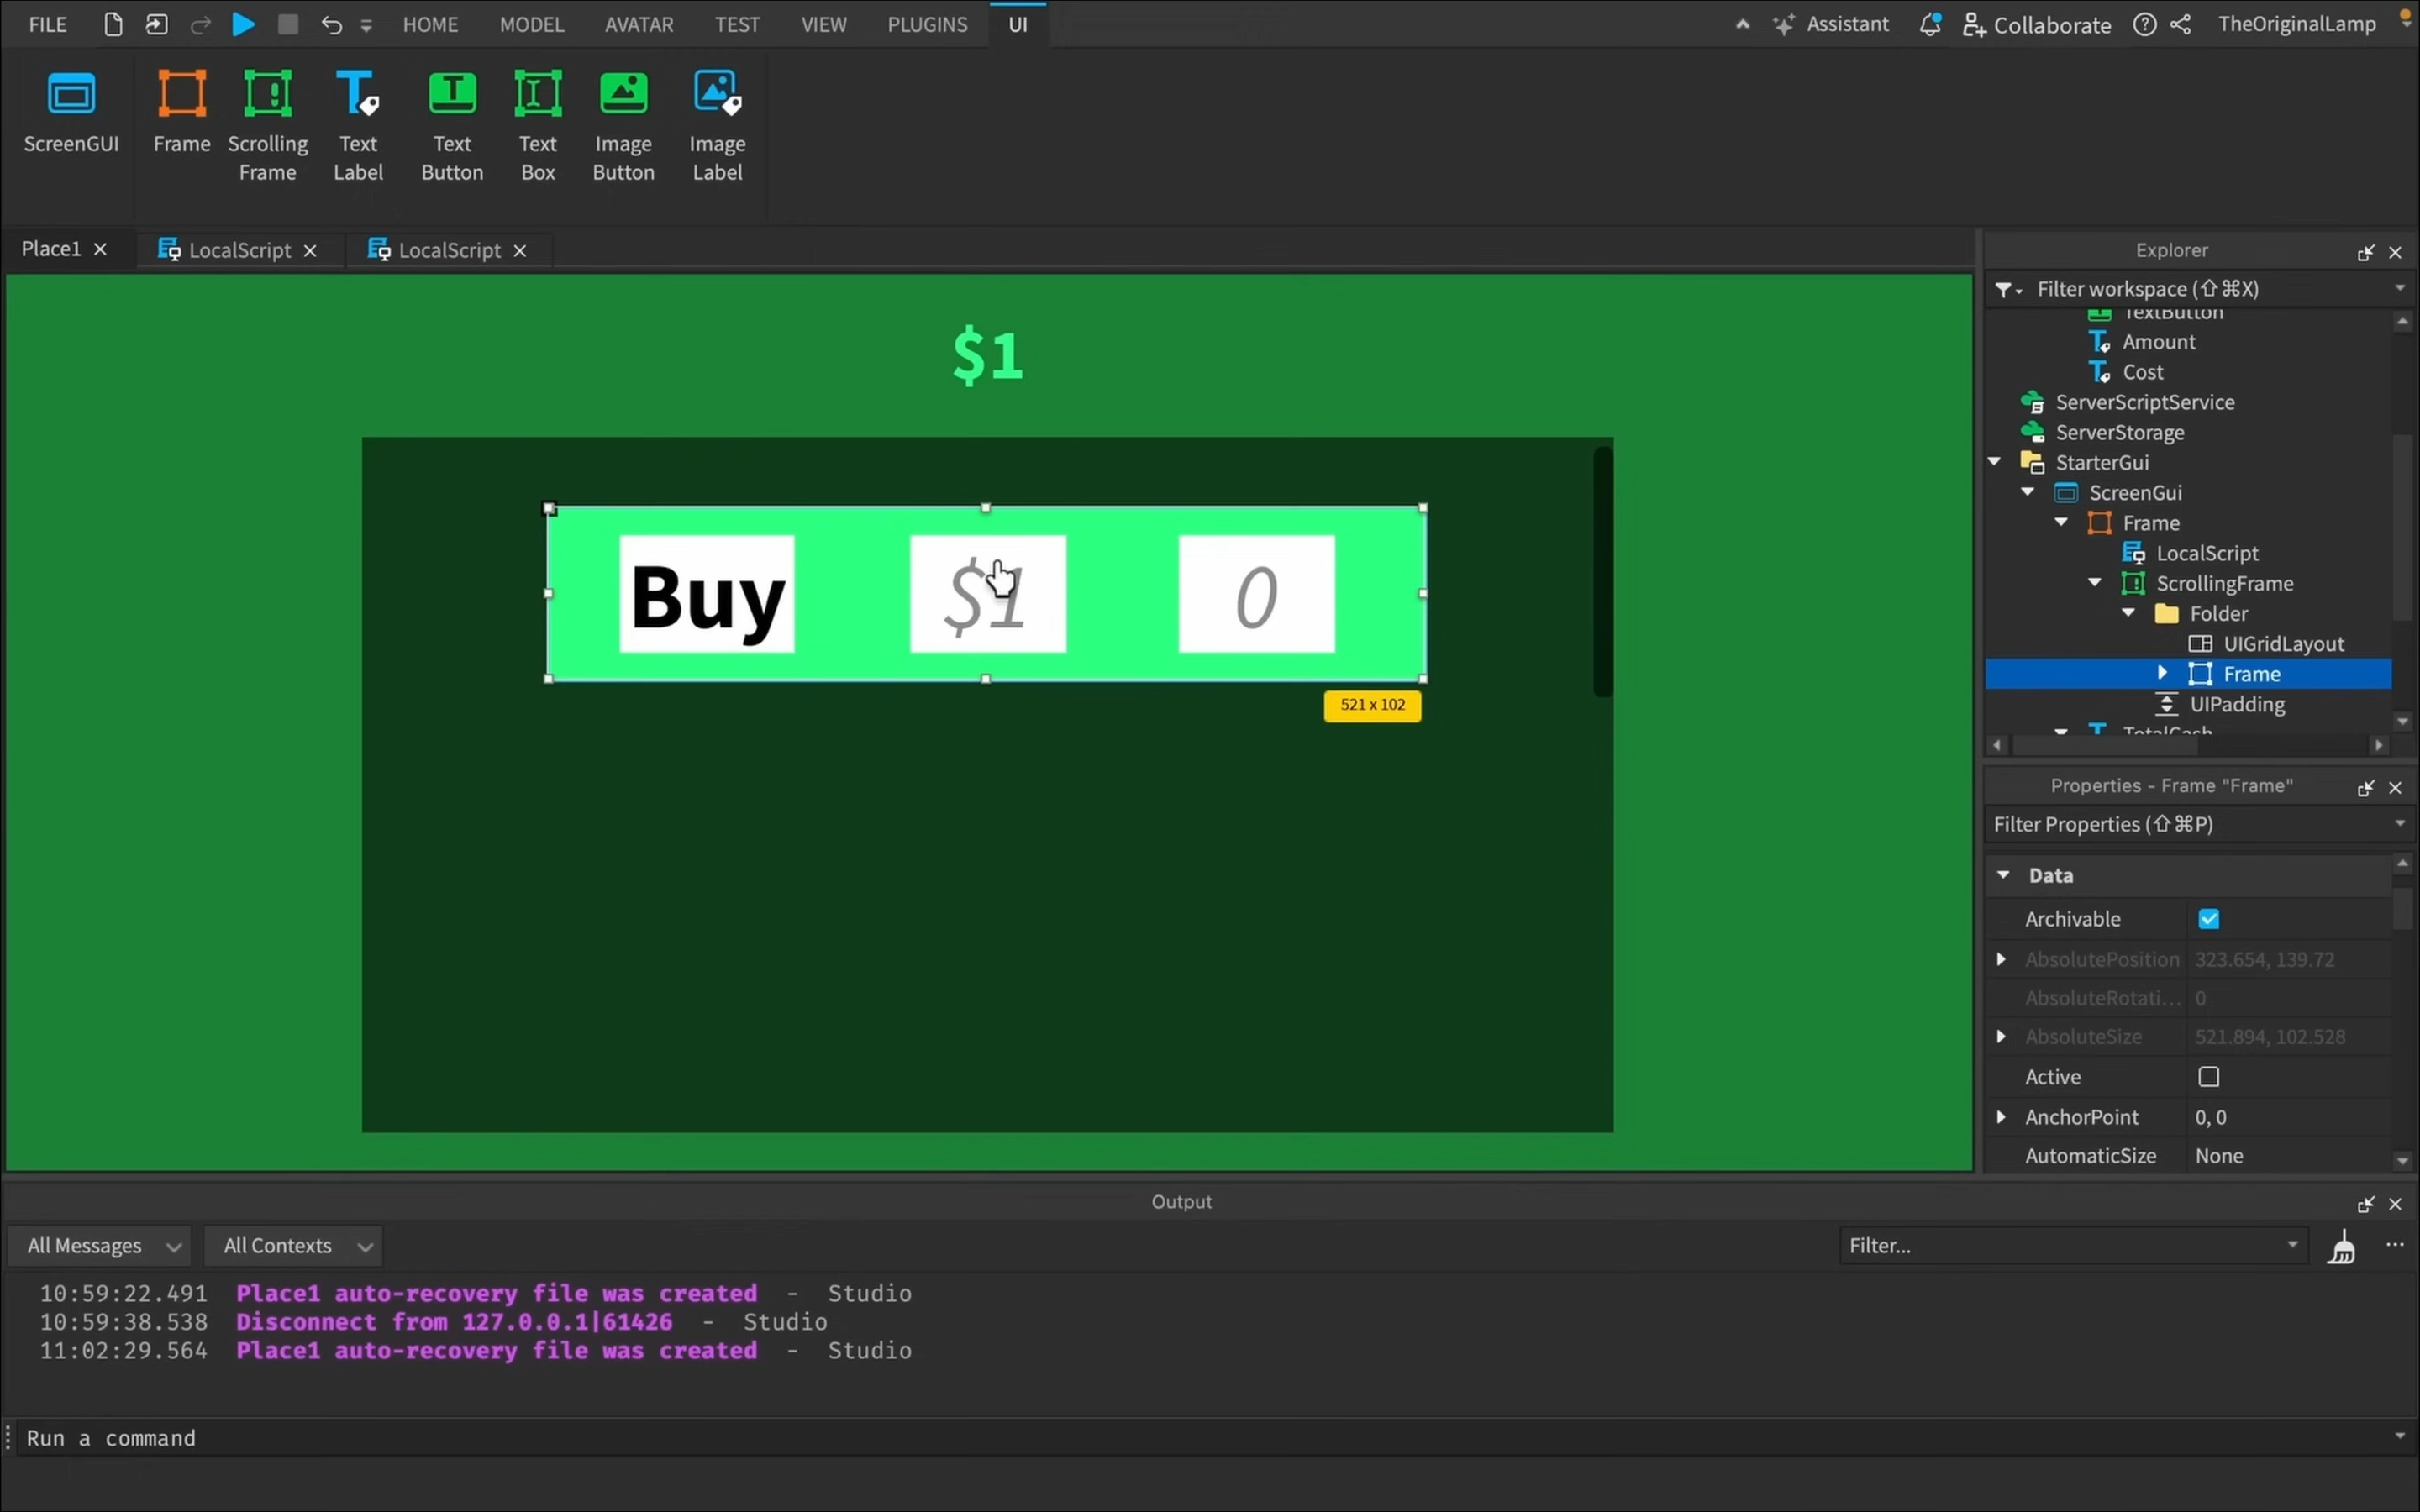 FILE HOME MODEL AVATAR TEST VIEW PLUGINS UI Assistant Collaborate TheOriginalLamp
ScreenGUI
Frame
Scrolling
Frame
Text
Label
Text
Button
Text
Box
Image
Button
Image
Label
Place1 LocalScript LocalScript
$1
Buy $1 0
521 x 102
Explorer
Filter workspace (⇧⌘X)
TextButton
Amount
Cost
ServerScriptService
ServerStorage
StarterGui
ScreenGui
Frame
LocalScript
ScrollingFrame
Folder
UIGridLayout
Frame
UIPadding
TotalCash
Properties - Frame "Frame"
Filter Properties (⇧⌘P)
Data
Archivable
AbsolutePosition 323.654, 139.72
AbsoluteRotati... 0
AbsoluteSize 521.894, 102.528
Active
AnchorPoint 0, 0
AutomaticSize None
Output
All Messages All Contexts Filter...
10:59:22.491 Place1 auto-recovery file was created - Studio
10:59:38.538 Disconnect from 127.0.0.1|61426 - Studio
11:02:29.564 Place1 auto-recovery file was created - Studio
Run a command